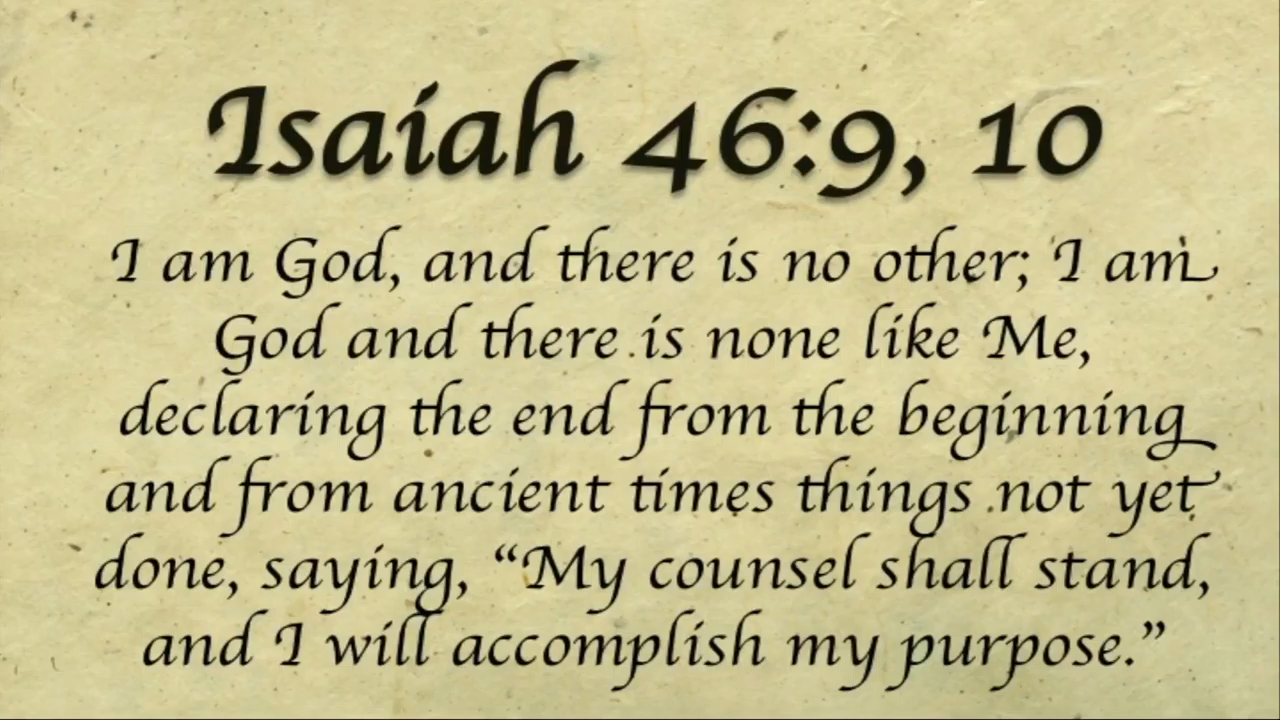 Isaiah 46:9, 10
I am God, and there is no other; I am
God and there is none like Me,
declaring the end from the beginning
and from ancient times things not yet
done, saying, “My counsel shall stand,
and I will accomplish my purpose.”